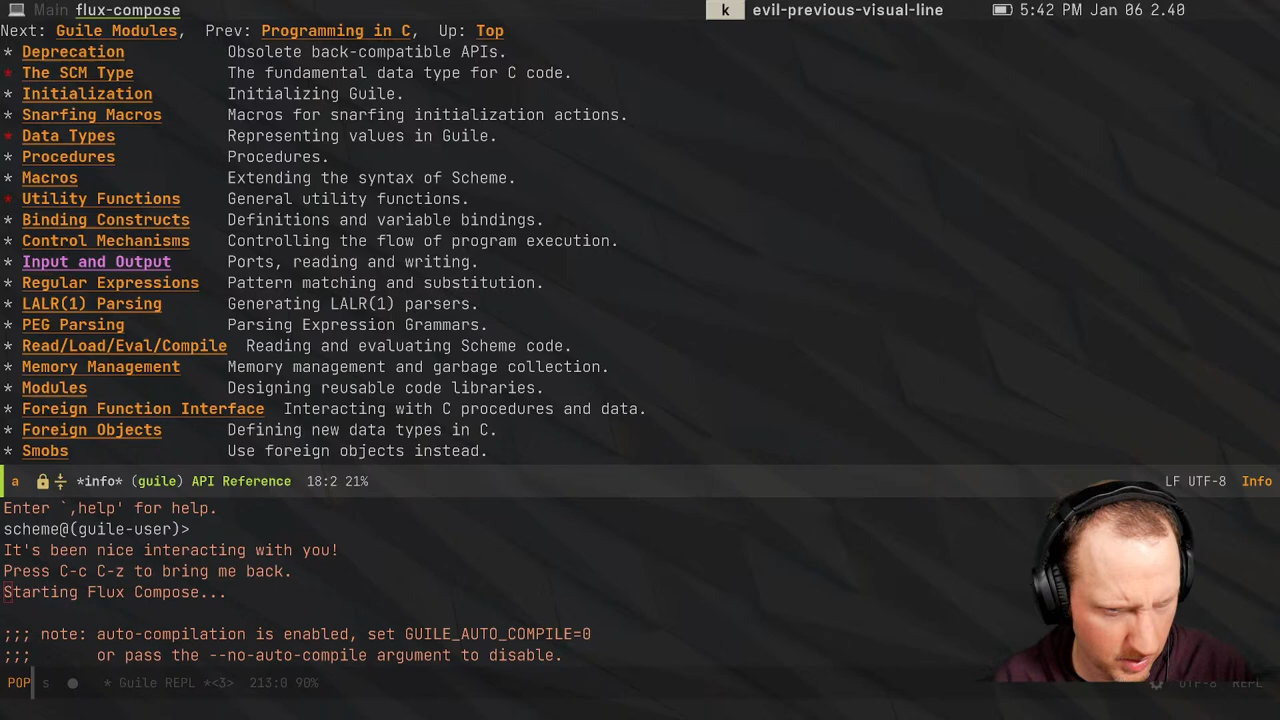 Main flux-compose k evil-previous-visual-line 5:42 PM Jan 06 2.40
Next: Guile Modules, Prev: Programming in C, Up: Top
* Deprecation Obsolete back-compatible APIs.
* The SCM Type The fundamental data type for C code.
* Initialization Initializing Guile.
* Snarfing Macros Macros for snarfing initialization actions.
* Data Types Representing values in Guile.
* Procedures Procedures.
* Macros Extending the syntax of Scheme.
* Utility Functions General utility functions.
* Binding Constructs Definitions and variable bindings.
* Control Mechanisms Controlling the flow of program execution.
* Input and Output Ports, reading and writing.
* Regular Expressions Pattern matching and substitution.
* LALR(1) Parsing Generating LALR(1) parsers.
* PEG Parsing Parsing Expression Grammars.
* Read/Load/Eval/Compile Reading and evaluating Scheme code.
* Memory Management Memory management and garbage collection.
* Modules Designing reusable code libraries.
* Foreign Function Interface Interacting with C procedures and data.
* Foreign Objects Defining new data types in C.
* Smobs Use foreign objects instead.
a *info* (guile) API Reference 18:2 21% LF UTF-8 Info
Enter `,help' for help.
scheme@(guile-user)>
It's been nice interacting with you!
Press C-c C-z to bring me back.
Starting Flux Compose...
;;; note: auto-compilation is enabled, set GUILE_AUTO_COMPILE=0
;;; or pass the --no-auto-compile argument to disable.
POP s * Guile REPL *<3> 213:0 90% UTF-8 REPL